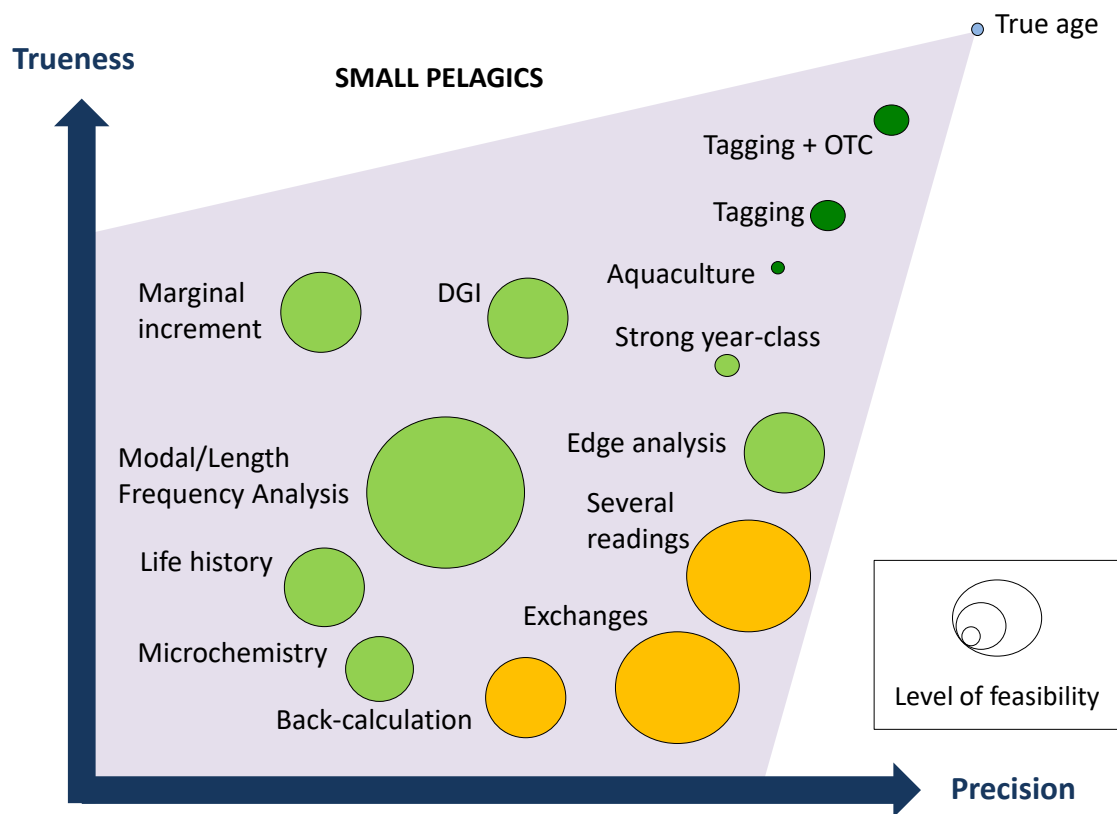 True age
Trueness
SMALL PELAGICS
Tagging + OTC
Tagging
Aquaculture
Marginal
increment
DGI
Strong year-class
Edge analysis
Modal/Length
Frequency Analysis
Several
readings
Life history
Exchanges
Microchemistry
Back-calculation
Level of feasibility
Precision